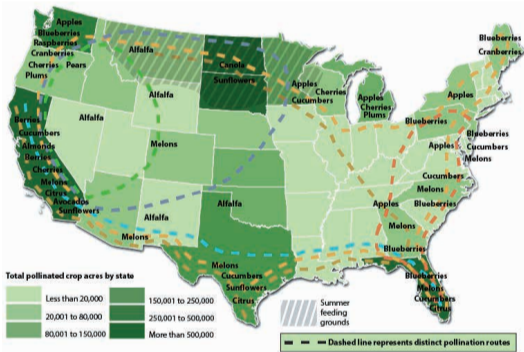 Apples
Blueberries
Raspberries
Cranberries
Cherries Pears
Plums
Alfalfa
Canola
Sunflowers
Alfalfa
Alfalfa
Melons
Alfalfa
Alfalfa
Apples
Cherries
Cucumbers
Apples
Cherries
Plums
Blueberries
Cranberries
Apples
Blueberries
Blueberries
Cucumbers
Melons
Apples
Cucumbers
Melons
Blueberries
Apples
Melons
Blueberries
Blueberries
Melons
Cucumbers
Citrus
Berries
Cucumbers
Almonds
Berries
Cherries
Melons
Citrus
Avocados
Sunflowers
Melons
Melons
Cucumbers
Sunflowers
Citrus
Total pollinated crop acres by state
Less than 20,000
20,001 to 80,000
80,001 to 150,000
150,001 to 250,000
250,001 to 500,000
More than 500,000
Summer
feeding
grounds
Dashed line represents distinct pollination routes